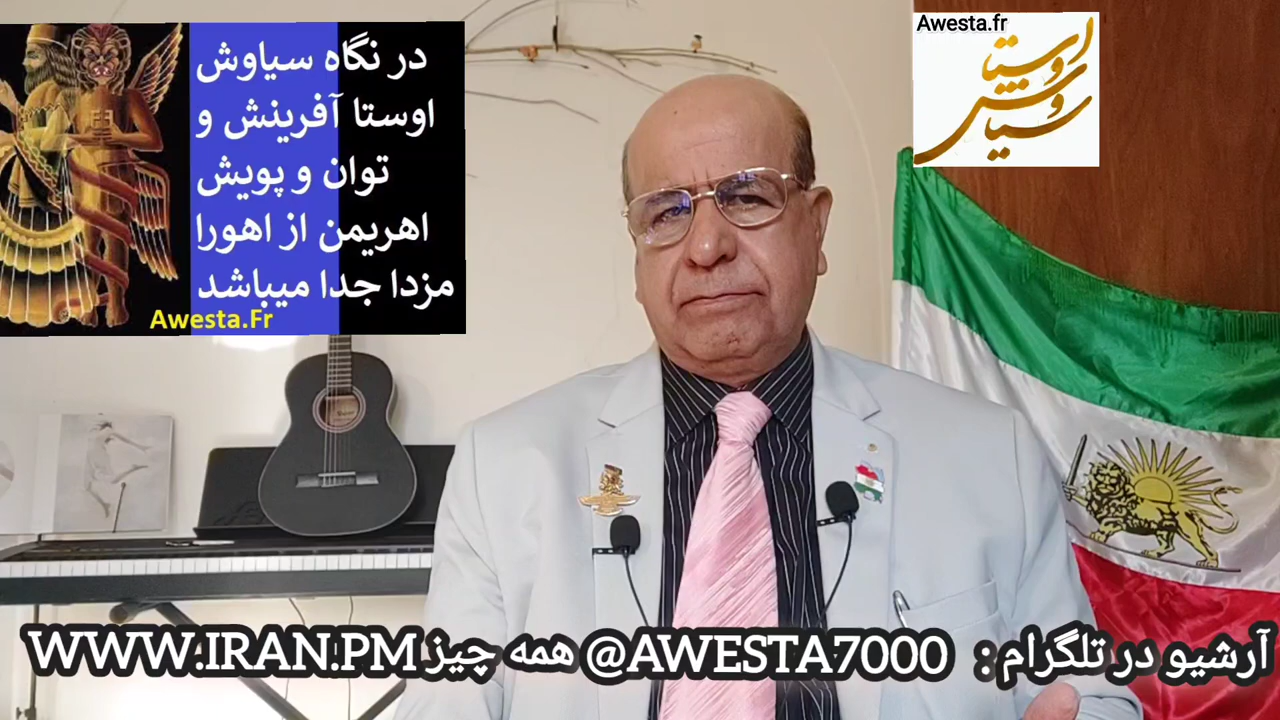 در نگاه سیاوش
اوستا آفرینش و
توان و پویش
اهریمن از اهورا
مزدا جدا میباشد
Awesta.Fr
Awesta.fr
اوستا
و
سیاوش
آرشیو در تلگرام : @AWESTA7000 همه چیز WWW.IRAN.PM